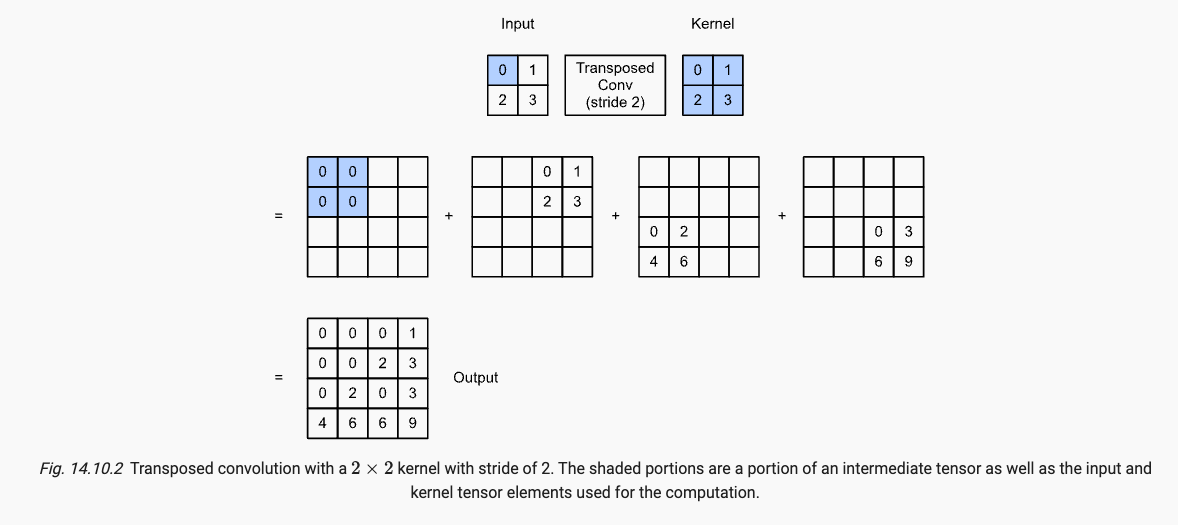 Input Kernel
0 1 Transposed 0 1
Conv
2 3 (stride 2) 2 3
0 0 0 1
0 0 2 3
= + + +
0 2 0 3
4 6 6 9
0 0 0 1
0 0 2 3
= Output
0 2 0 3
4 6 6 9
Fig. 14.10.2 Transposed convolution with a 2 × 2 kernel with stride of 2. The shaded portions are a portion of an intermediate tensor as well as the input and
kernel tensor elements used for the computation.